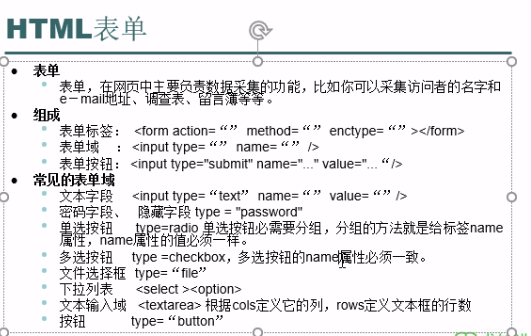 HTML表单
表单
表单，在网页中主要负责数据采集的功能，比如你可以采集访问者的名字和
e－mail地址、调查表、留言簿等等。
组成
表单标签： <form action=“” method=“” enctype=“” ></form>
表单域 ：<input type=“” name=“” />
表单按钮：<input type="submit" name="..." value="...“/>
常见的表单域
文本字段 <input type=“text” name=“” value=“” />
密码字段、 隐藏字段 type = "password"
单选按钮 type=radio 单选按钮必需要分组，分组的方法就是给标签name
属性，name属性的值必须一样。
多选按钮 type =checkbox，多选按钮的name属性必须一致。
文件选择框 type=“file”
下拉列表 <select ><option>
文本输入域 <textarea> 根据cols定义它的列，rows定义文本框的行数
按钮 type=“button”